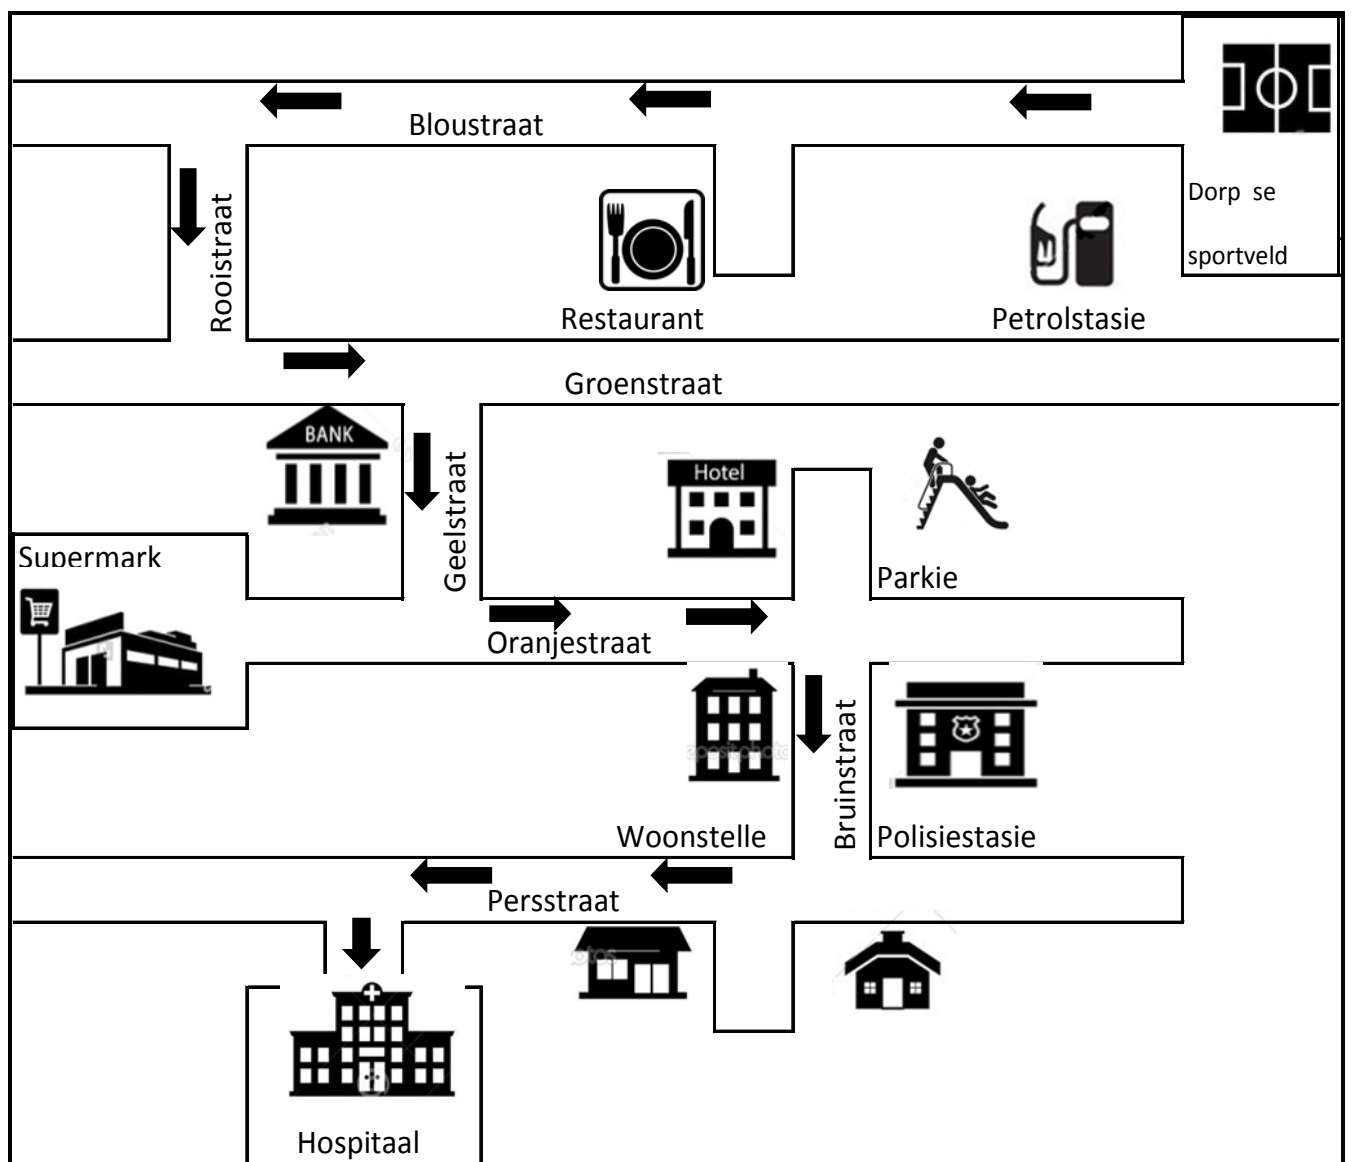 Bloustraat
Dorp se
sportveld
Rooistraat
Restaurant
Petrolstasie
Groenstraat
BANK
Hotel
Geelstraat
Supermark
Parkie
Oranjestraat
Bruinstraat
Woonstelle
Polisiestasie
Persstraat
Hospitaal